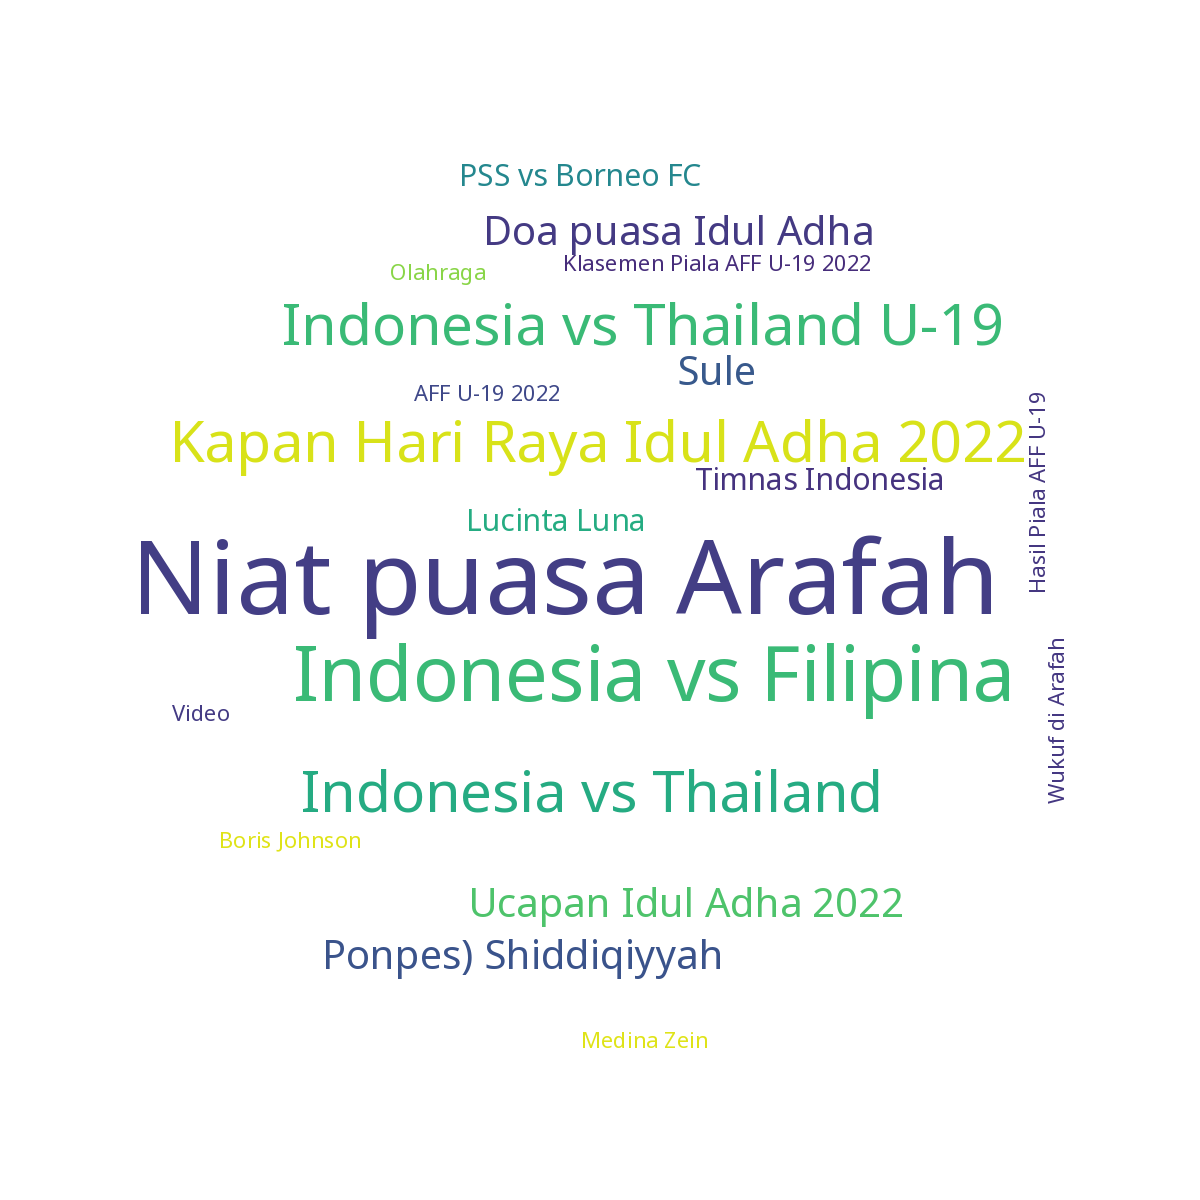 PSS vs Borneo FC
Doa puasa Idul Adha
Klasemen Piala AFF U-19 2022
Olahraga
Indonesia vs Thailand U-19
Sule
AFF U-19 2022
Kapan Hari Raya Idul Adha 2022
Hasil Piala AFF U-19
Timnas Indonesia
Lucinta Luna
Niat puasa Arafah
Indonesia vs Filipina
Wukuf di Arafah
Video
Indonesia vs Thailand
Boris Johnson
Ucapan Idul Adha 2022
Ponpes) Shiddiqiyyah
Medina Zein